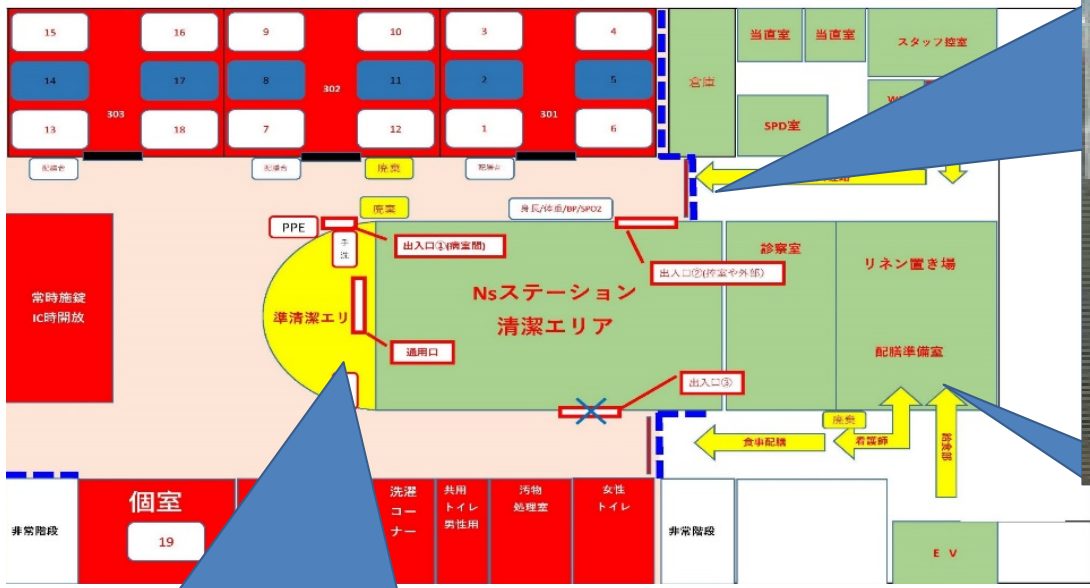 15
16
9
10
3
4
14
17
8
11
2
5
303
302
301
13
18
7
12
1
6
倉庫
当直室
当直室
スタッフ控室
SPD室
配膳台
配膳台
廃棄
配膳台
廃棄
身長/体重/BP/SPO2
PPE
手洗
出入口①(病室間)
出入口②(控室や外部)
常時施錠
IC時開放
準清潔エリ
通用口
Nsステーション
清潔エリア
診察室
リネン置き場
配膳準備室
出入口③
廃棄
食事配膳
看護師
給食部
非常階段
個室
19
洗濯コーナー
共用トイレ男性用
汚物処理室
女性トイレ
非常階段
EV